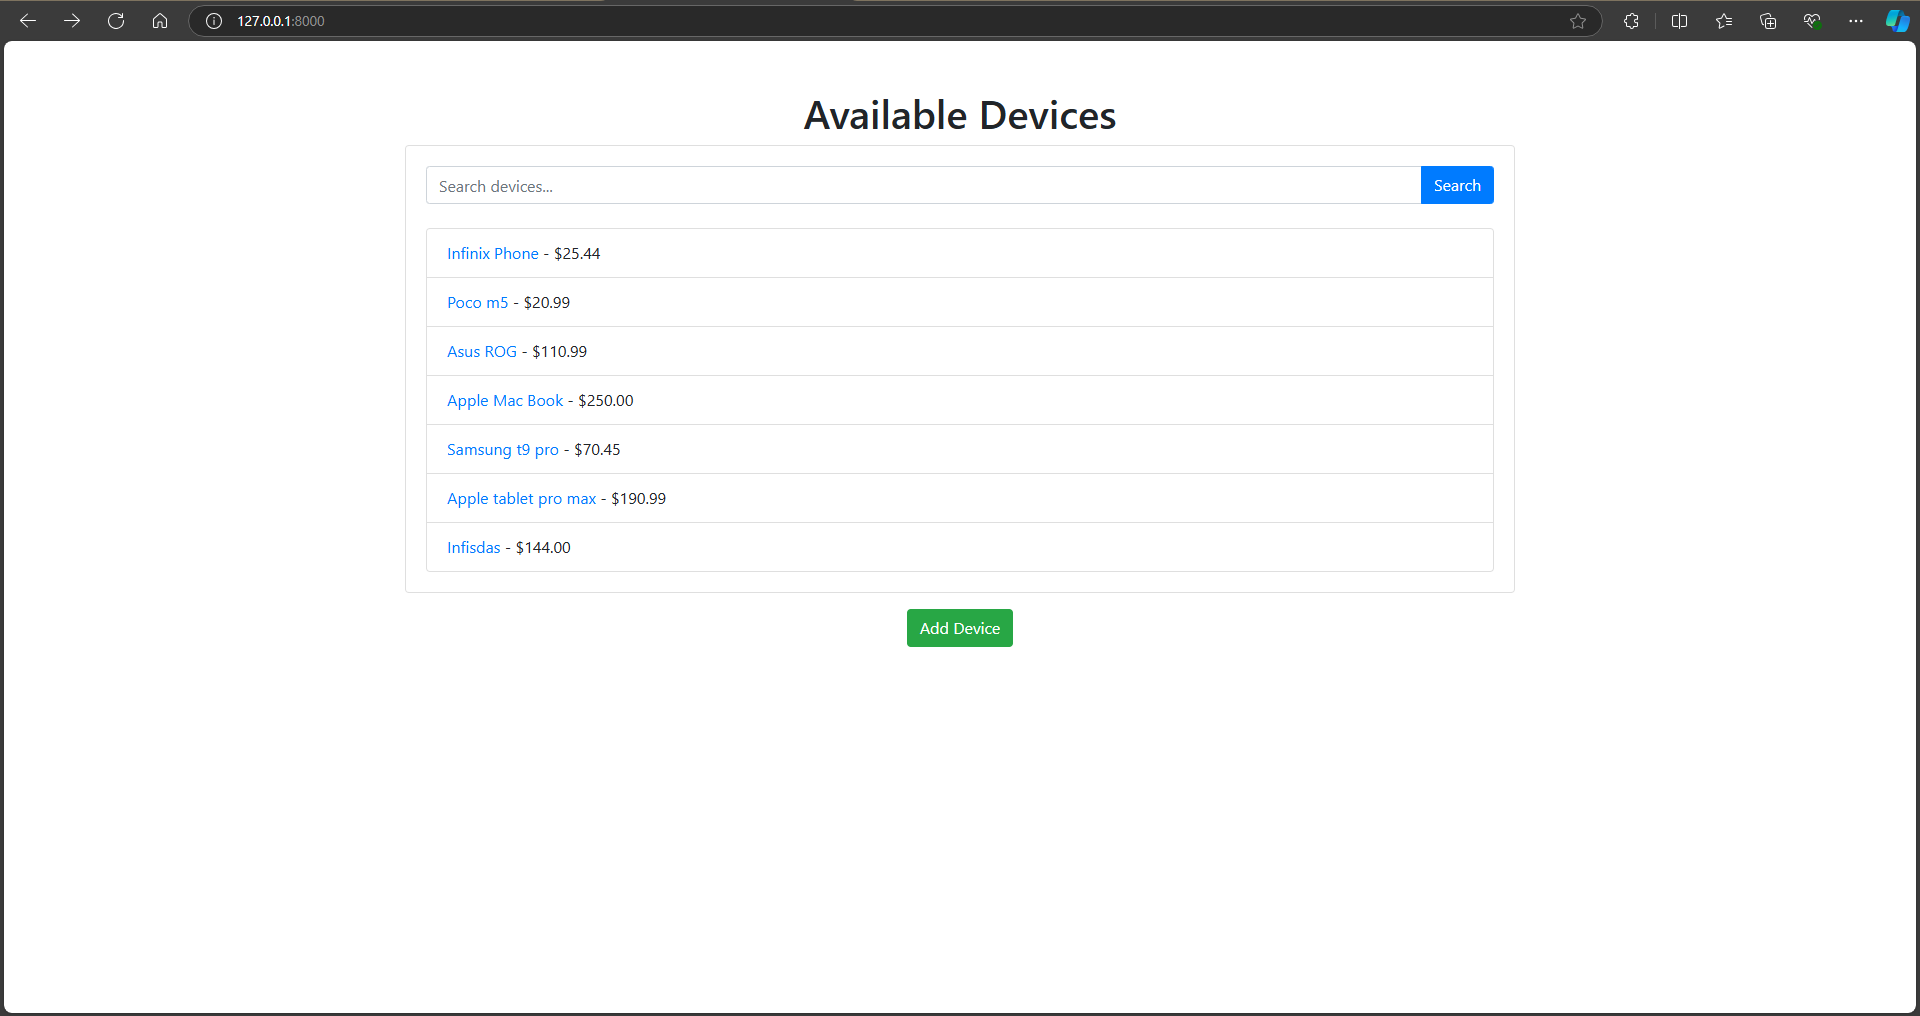 127.0.0.1:8000
Available Devices
Search devices...
Search
Infinix Phone - $25.44
Poco m5 - $20.99
Asus ROG - $110.99
Apple Mac Book - $250.00
Samsung t9 pro - $70.45
Apple tablet pro max - $190.99
Infisdas - $144.00
Add Device